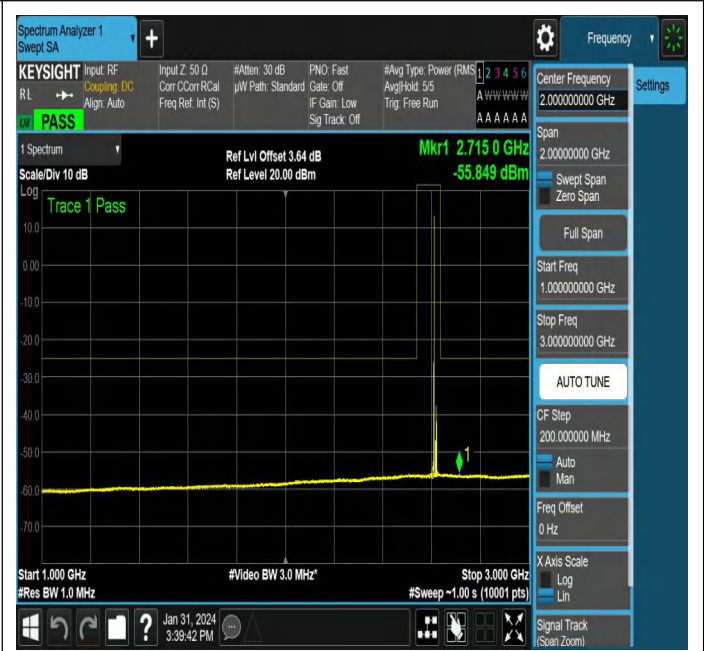 Spectrum Analyzer 1
Swept SA
+
Frequency
KEYSIGHT
RL
PASS
Input: RF
Coupling: DC
Align: Auto
Input Z: 50 Ω
Corr CCorr RCal
Freq Ref: Int (S)
#Atten: 30 dB
µW Path: Standard
PNO: Fast
Gate: Off
IF Gain: Low
Sig Track: Off
#Avg Type: Power (RMS
Avg|Hold: 5/5
Trig: Free Run
1 2 3 4 5 6
A W W W W W
A A A A A A
1 Spectrum
Scale/Div 10 dB
Ref Lvl Offset 3.64 dB
Ref Level 20.00 dBm
Mkr1 2.715 0 GHz
-55.849 dBm
Log
Trace 1 Pass
10.0
0.00
-10.0
-20.0
-30.0
-40.0
-50.0
-60.0
-70.0
1
Start 1.000 GHz
#Res BW 1.0 MHz
#Video BW 3.0 MHz*
Stop 3.000 GHz
#Sweep ~1.00 s (10001 pts)
Center Frequency
2.000000000 GHz
Settings
Span
2.00000000 GHz
Swept Span
Zero Span
Full Span
Start Freq
1.000000000 GHz
Stop Freq
3.000000000 GHz
AUTO TUNE
CF Step
200.000000 MHz
Auto
Man
Freq Offset
0 Hz
X Axis Scale
Log
Lin
Signal Track
(Span Zoom)
?
Jan 31, 2024
3:39:42 PM